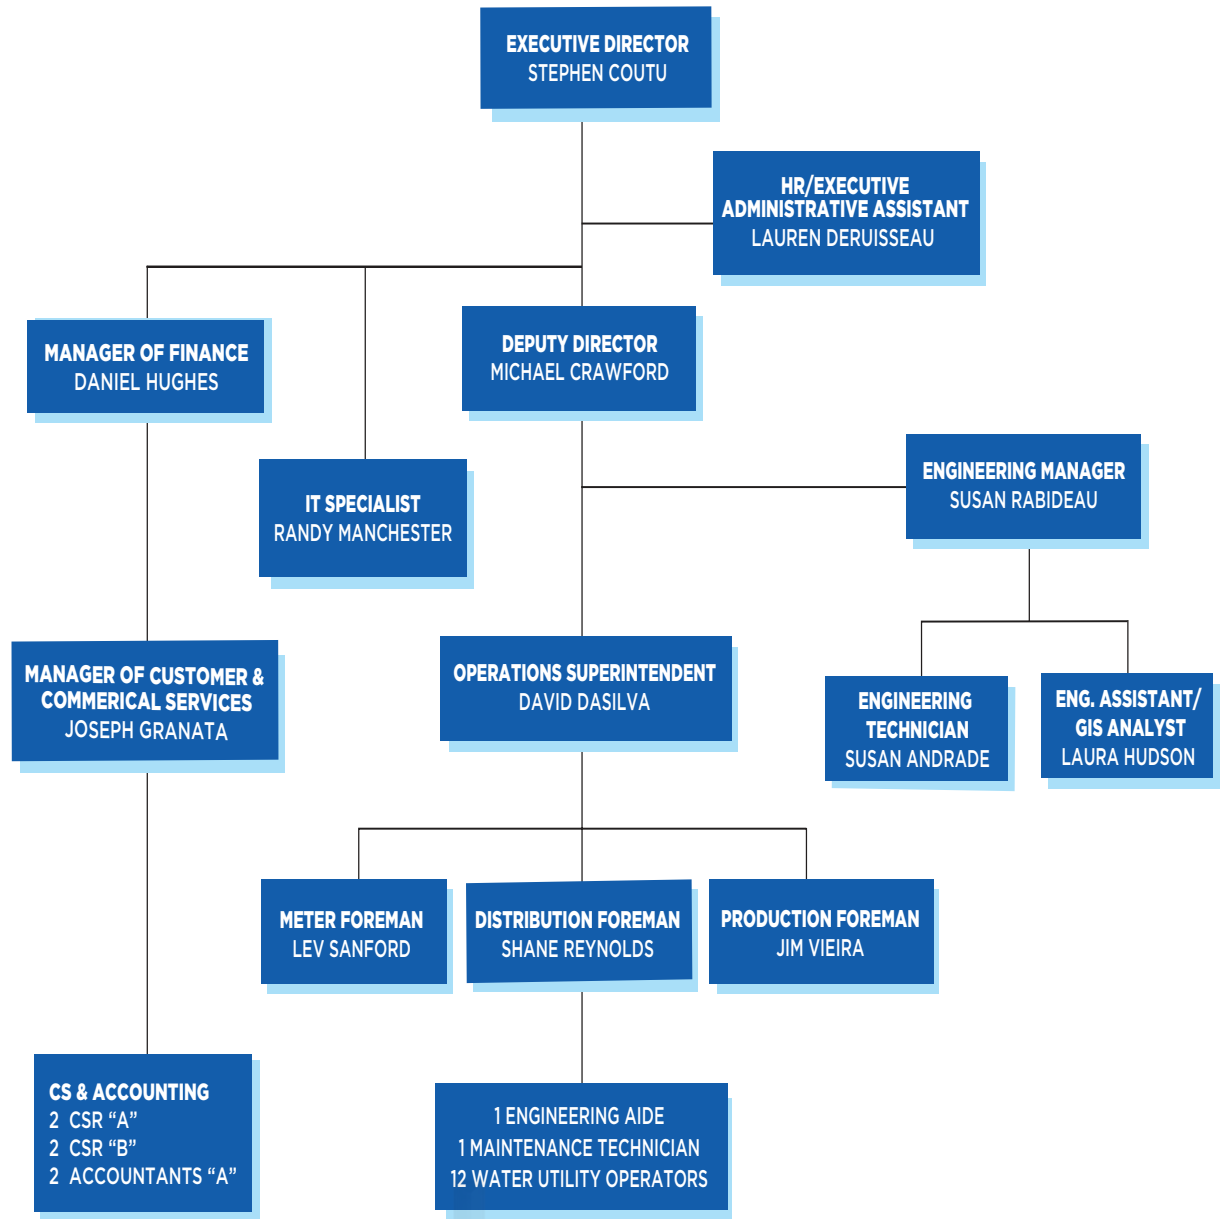 EXECUTIVE DIRECTOR
STEPHEN COUTU
HR/EXECUTIVE
ADMINISTRATIVE ASSISTANT
LAUREN DERUISSEAU
MANAGER OF FINANCE
DANIEL HUGHES
DEPUTY DIRECTOR
MICHAEL CRAWFORD
IT SPECIALIST
RANDY MANCHESTER
ENGINEERING MANAGER
SUSAN RABIDEAU
MANAGER OF CUSTOMER &
COMMERICAL SERVICES
JOSEPH GRANATA
OPERATIONS SUPERINTENDENT
DAVID DASILVA
ENGINEERING
TECHNICIAN
SUSAN ANDRADE
ENG. ASSISTANT/
GIS ANALYST
LAURA HUDSON
METER FOREMAN
LEV SANFORD
DISTRIBUTION FOREMAN
SHANE REYNOLDS
PRODUCTION FOREMAN
JIM VIEIRA
CS & ACCOUNTING
2 CSR “A”
2 CSR “B”
2 ACCOUNTANTS “A”
1 ENGINEERING AIDE
1 MAINTENANCE TECHNICIAN
12 WATER UTILITY OPERATORS